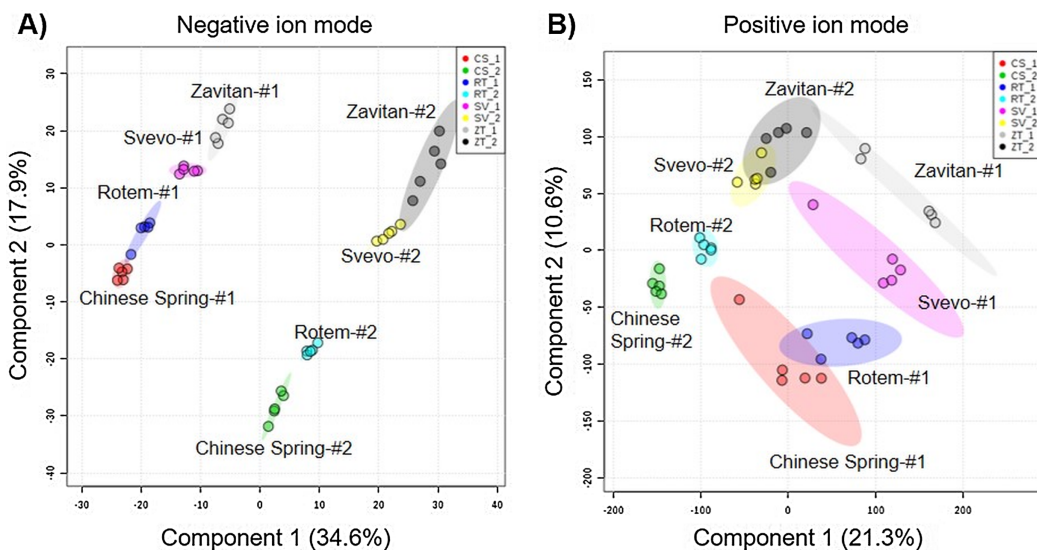 A)
Negative ion mode
Component 2 (17.9%)
30
20
10
0
10
-20
-30
-40
-30
-20
-10
0
10
20
30
40
Component 1 (34.6%)
Zavitan-#1
Svevo-#1
Rotem-#1
Chinese Spring-#1
Zavitan-#2
Svevo-#2
Rotem-#2
Chinese Spring-#2
CS_1
CS_2
RT_1
RT_2
SV_1
SV_2
ZT_1
ZT_2
B)
Positive ion mode
Component 2 (10.6%)
150
100
50
0
-50
-100
-150
-200
-200
-100
0
100
200
Component 1 (21.3%)
Zavitan-#2
Svevo-#2
Rotem-#2
Chinese
Spring-#2
Zavitan-#1
Svevo-#1
Rotem-#1
Chinese Spring-#1
CS_1
CS_2
RT_1
RT_2
SV_1
SV_2
ZT_1
ZT_2